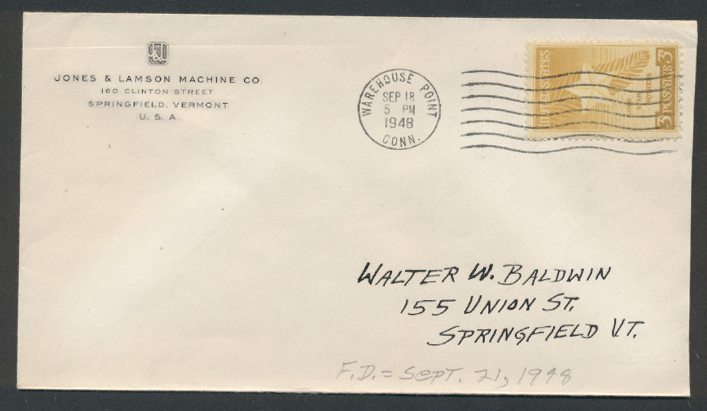 JONES & LAMSON MACHINE CO.
160 CLINTON STREET
SPRINGFIELD, VERMONT
U. S. A.
WAREHOUSE POINT
SEP 18
5 PM
1948
CONN.
3¢
3¢
WALTER W. BALDWIN
155 UNION ST.
SPRINGFIELD VT.
F.D. = SEPT. 21, 1948